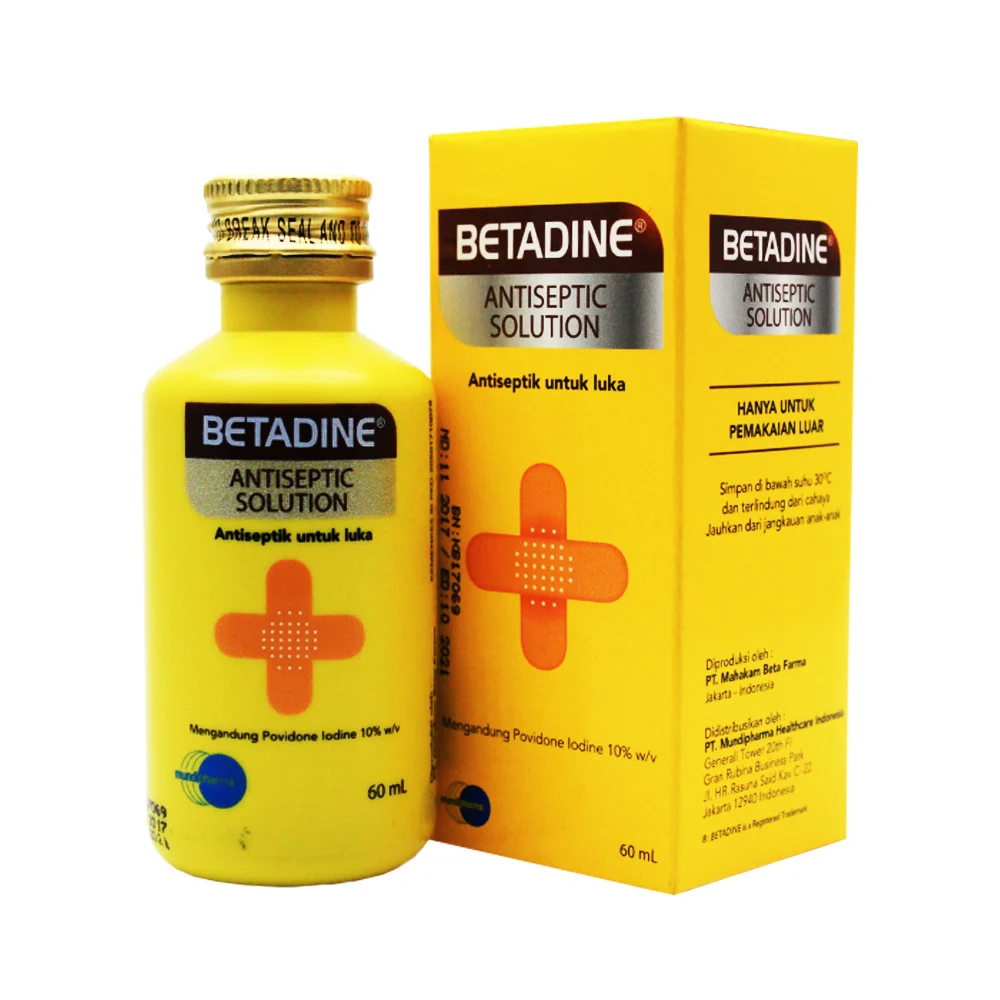 BREAK SEAL AND
BETADINE®
ANTISEPTIC
SOLUTION
Antiseptik untuk luka
Mengandung Povidone Iodine 10% w/v
mundipharma
60 mL
BETADINE®
ANTISEPTIC
SOLUTION
Antiseptik untuk luka
MD:11 2017 / ED:10 2021
BN:KB17069
Mengandung Povidone Iodine 10% w/v
60 mL
BETADINE®
ANTISEPTIC
SOLUTION
HANYA UNTUK
PEMAKAIAN LUAR
Simpan di bawah suhu 30°C
dan terlindung dari cahaya
Jauhkan dari jangkauan anak-anak
Diproduksi oleh :
PT. Mahakam Beta Farma
Jakarta - Indonesia
Didistribusikan oleh :
PT. Mundipharma Healthcare Indonesia
Generali Tower 20th Fl
Gran Rubina Business Park
Jl. HR. Rasuna Said Kav C-22
Jakarta 12940 Indonesia
® : BETADINE is a Registered Trademark